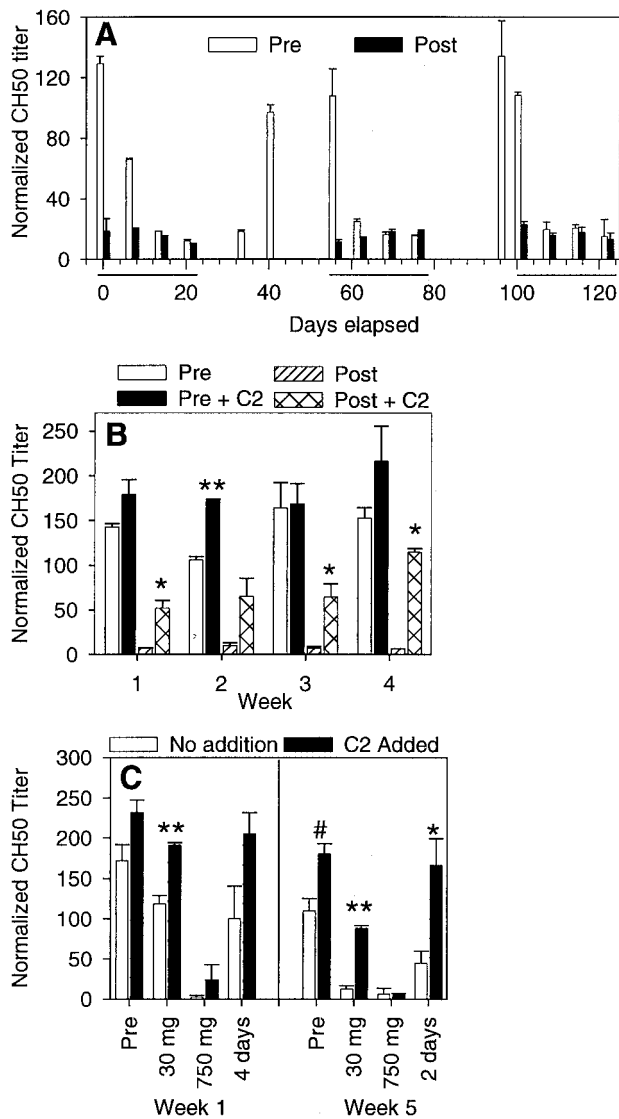 A
Pre
Post
Normalized CH50 titer
160
120
80
40
0
0
20
40
60
80
100
120
Days elapsed
Pre
Post
Pre + C2
Post + C2
B
Normalized CH50 Titer
250
200
150
100
50
0
*
**
*
*
1
2
3
4
Week
No addition
C2 Added
C
Normalized CH50 Titer
300
250
200
150
100
50
0
**
#
**
*
Pre
30 mg
750 mg
4 days
Pre
30 mg
750 mg
2 days
Week 1
Week 5